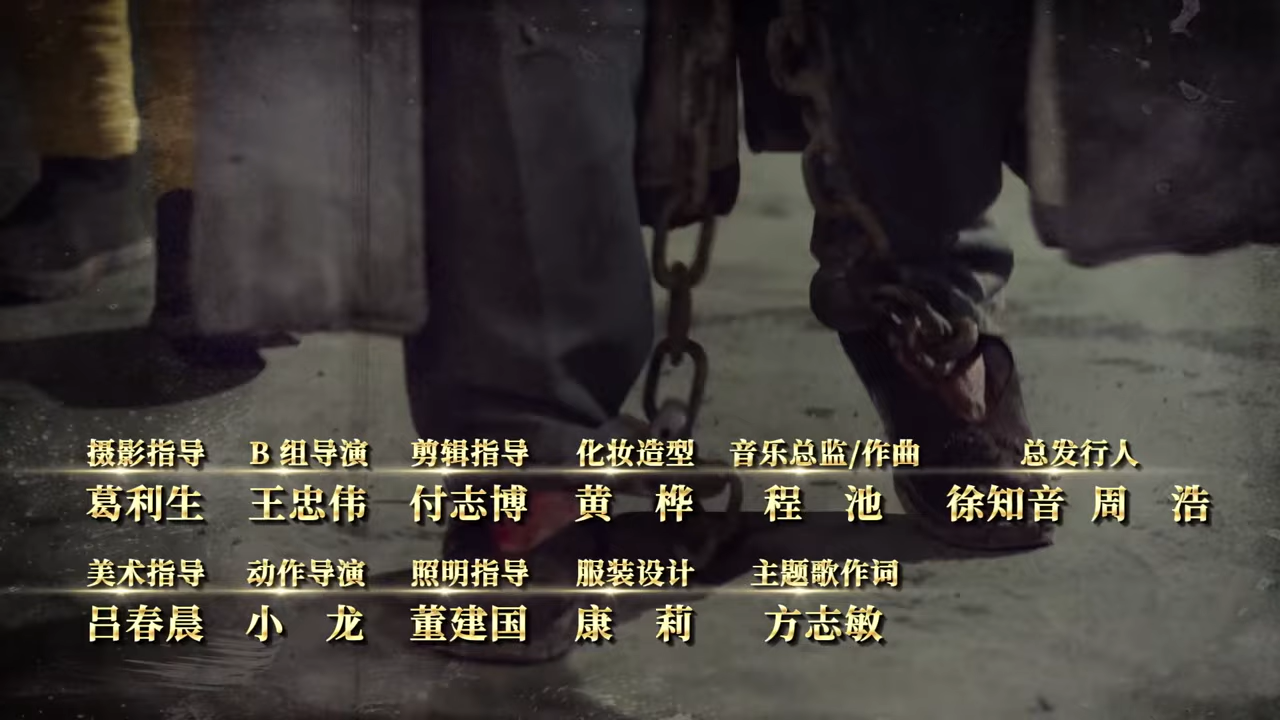 摄影指导 B组导演 剪辑指导 化妆造型 音乐总监/作曲 总发行人
葛利生 王忠伟 付志博 黄 桦 程 池 徐知音 周 浩
美术指导 动作导演 照明指导 服装设计 主题歌作词
吕春晨 小 龙 董建国 康 莉 方志敏